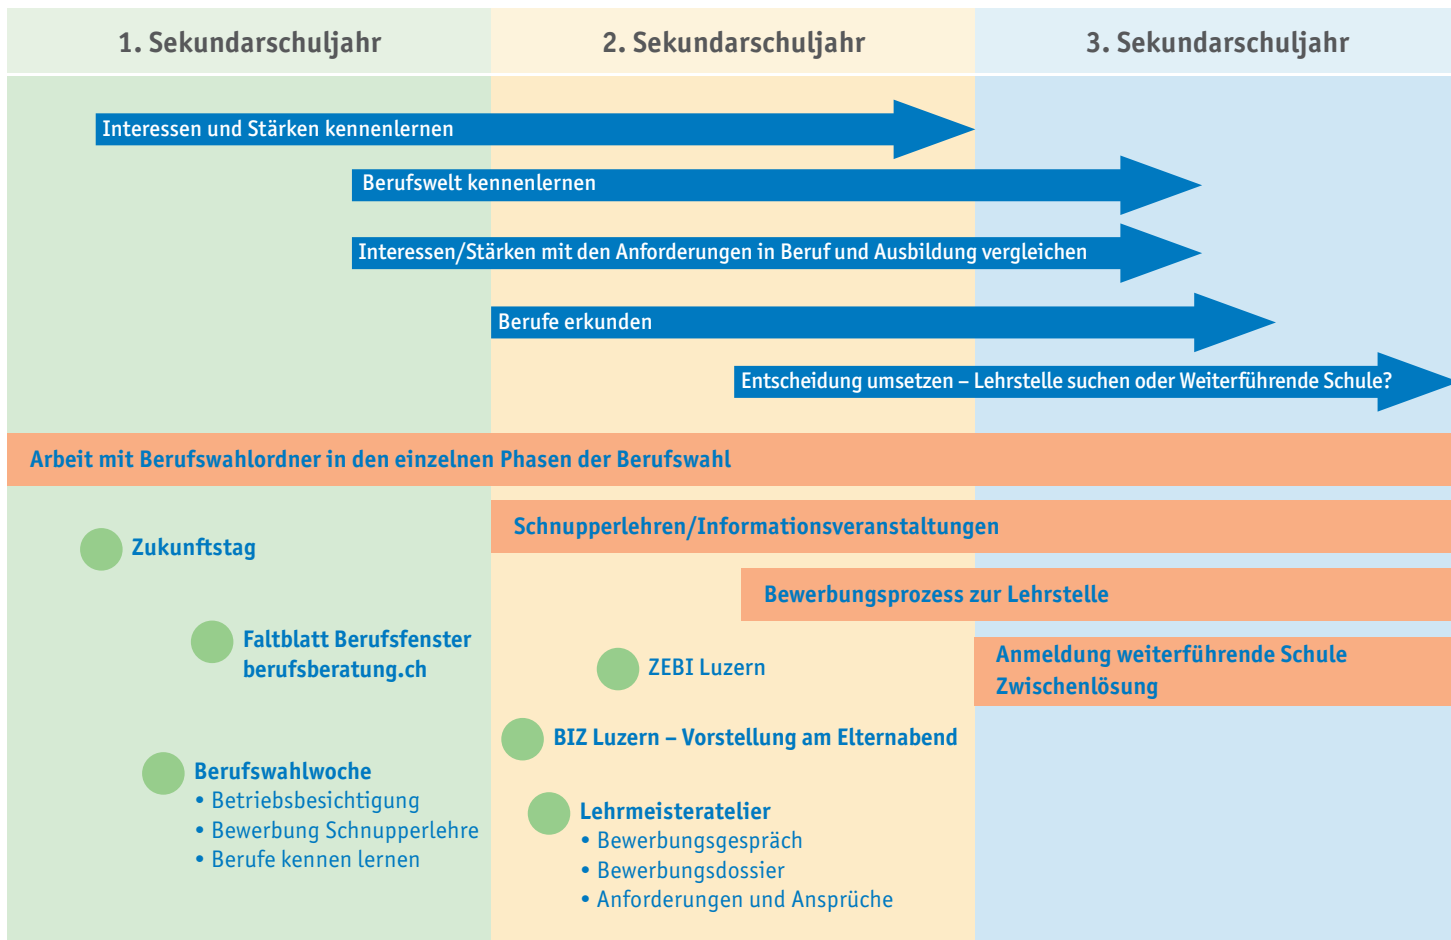 1. Sekundarschuljahr
2. Sekundarschuljahr
3. Sekundarschuljahr
Interessen und Stärken kennenlernen
Berufswelt kennenlernen
Interessen/Stärken mit den Anforderungen in Beruf und Ausbildung vergleichen
Berufe erkunden
Entscheidung umsetzen – Lehrstelle suchen oder Weiterführende Schule?
Arbeit mit Berufswahlordner in den einzelnen Phasen der Berufswahl
Schnupperlehren/Informationsveranstaltungen
Bewerbungsprozess zur Lehrstelle
Anmeldung weiterführende Schule
Zwischenlösung
Zukunftstag
Faltblatt Berufsfenster
berufsberatung.ch
Berufswahlwoche
• Betriebsbesichtigung
• Bewerbung Schnupperlehre
• Berufe kennen lernen
ZEBI Luzern
BIZ Luzern – Vorstellung am Elternabend
Lehrmeisteratelier
• Bewerbungsgespräch
• Bewerbungsdossier
• Anforderungen und Ansprüche